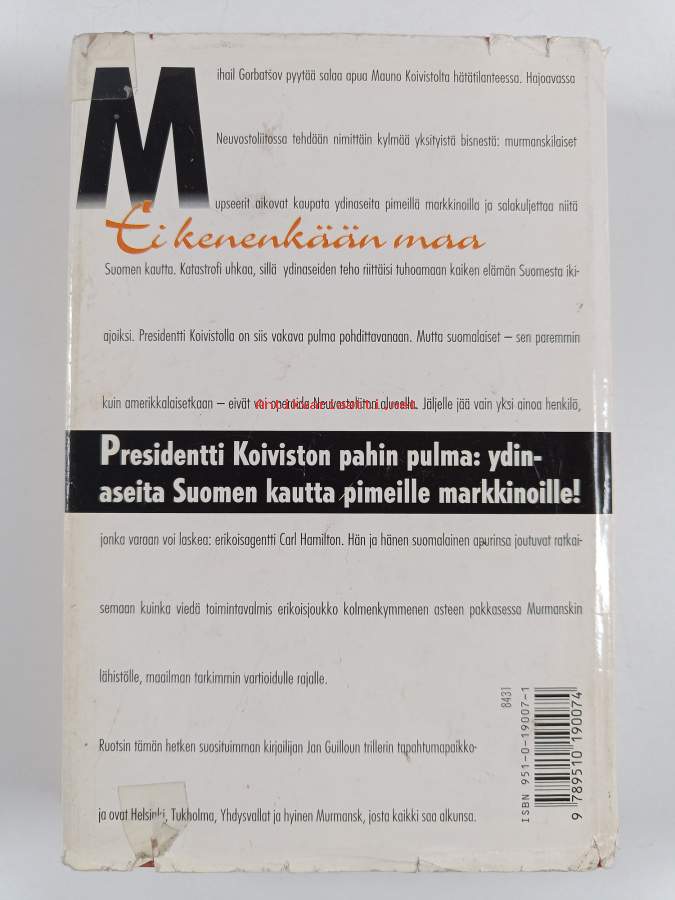 Mihail Gorbatšov pyytää salaa apua Mauno Koivistolta hätätilanteessa. Hajoavassa
Neuvostoliitossa tehdään nimittäin kylmää yksityistä bisnestä: murmanskilaiset
upseerit aikovat kaupata ydinaseita pimeillä markkinoilla ja salakuljettaa niitä
Ei kenenkään maa
Suomen kautta. Katastrofi uhkaa, sillä ydinaseiden teho riittäisi tuhoamaan kaiken elämän Suomesta iki-
ajoiksi. Presidentti Koivistolla on siis vakava pulma pohdittavanaan. Mutta suomalaiset – sen paremmin
kuin amerikkalaisetkaan – eivät voi operoida Neuvostoliiton alueella. Jäljelle jää vain yksi ainoa henkilö,
Presidentti Koiviston pahin pulma: ydin-
aseita Suomen kautta pimeille markkinoille!
jonka varaan voi laskea: erikoisagentti Carl Hamilton. Hän ja hänen suomalainen apurinsa joutuvat ratkai-
semaan kuinka viedä toimintavalmis erikoisjoukko kolmenkymmenen asteen pakkasessa Murmanskin
lähistölle, maailman tarkimmin vartioidulle rajalle.
Ruotsin tämän hetken suosituimman kirjailijan Jan Guilloun trillerin tapahtumapaikko-
ja ovat Helsinki, Tukholma, Yhdysvallat ja hyinen Murmansk, josta kaikki saa alkunsa.
8431
ISBN 951-0-19007-1
9 789510 190074